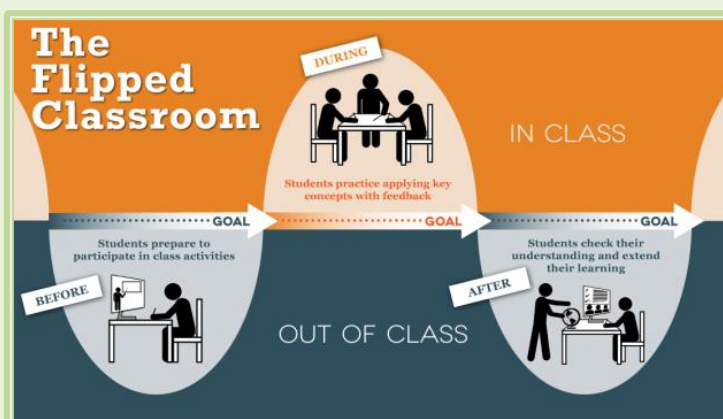 The
Flipped
Classroom
DURING
IN CLASS
Students practice applying key
concepts with feedback
GOAL
GOAL
GOAL
Students prepare to
participate in class activities
BEFORE
Students check their
understanding and extend
their learning
AFTER
OUT OF CLASS